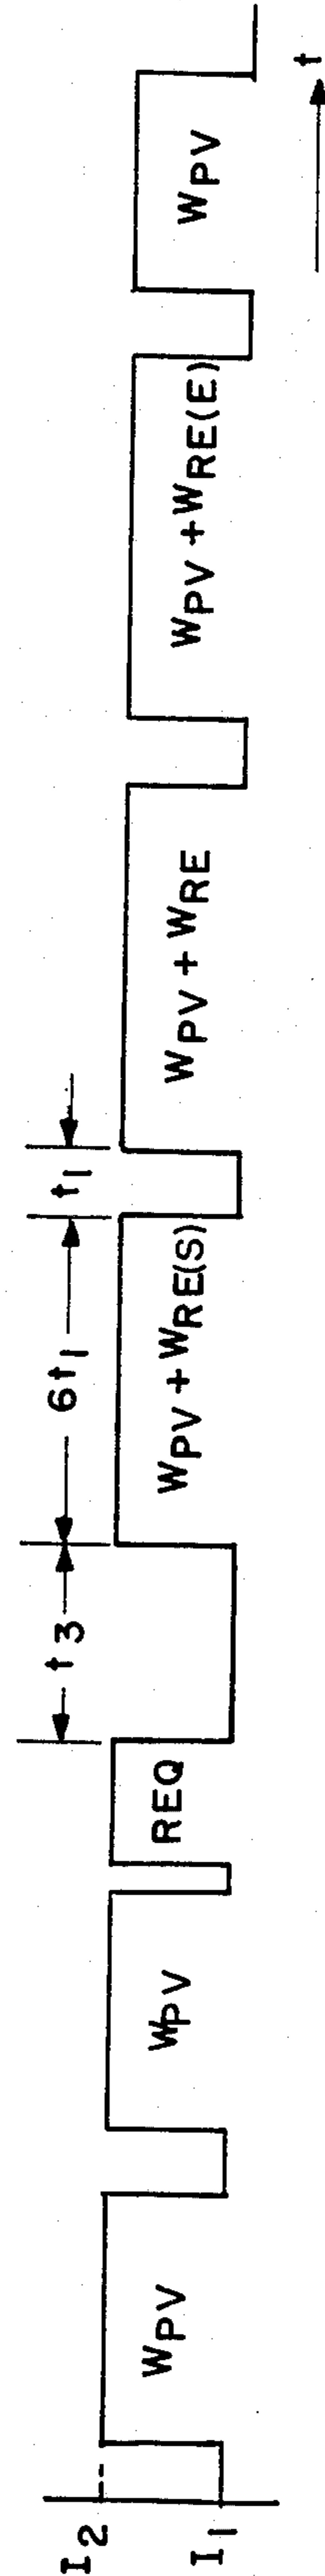 I2
I1
WPV
WPV
REQ
t3
6t1
t1
WPV + WRE(S)
WPV + WRE
WPV + WRE(E)
WPV
t